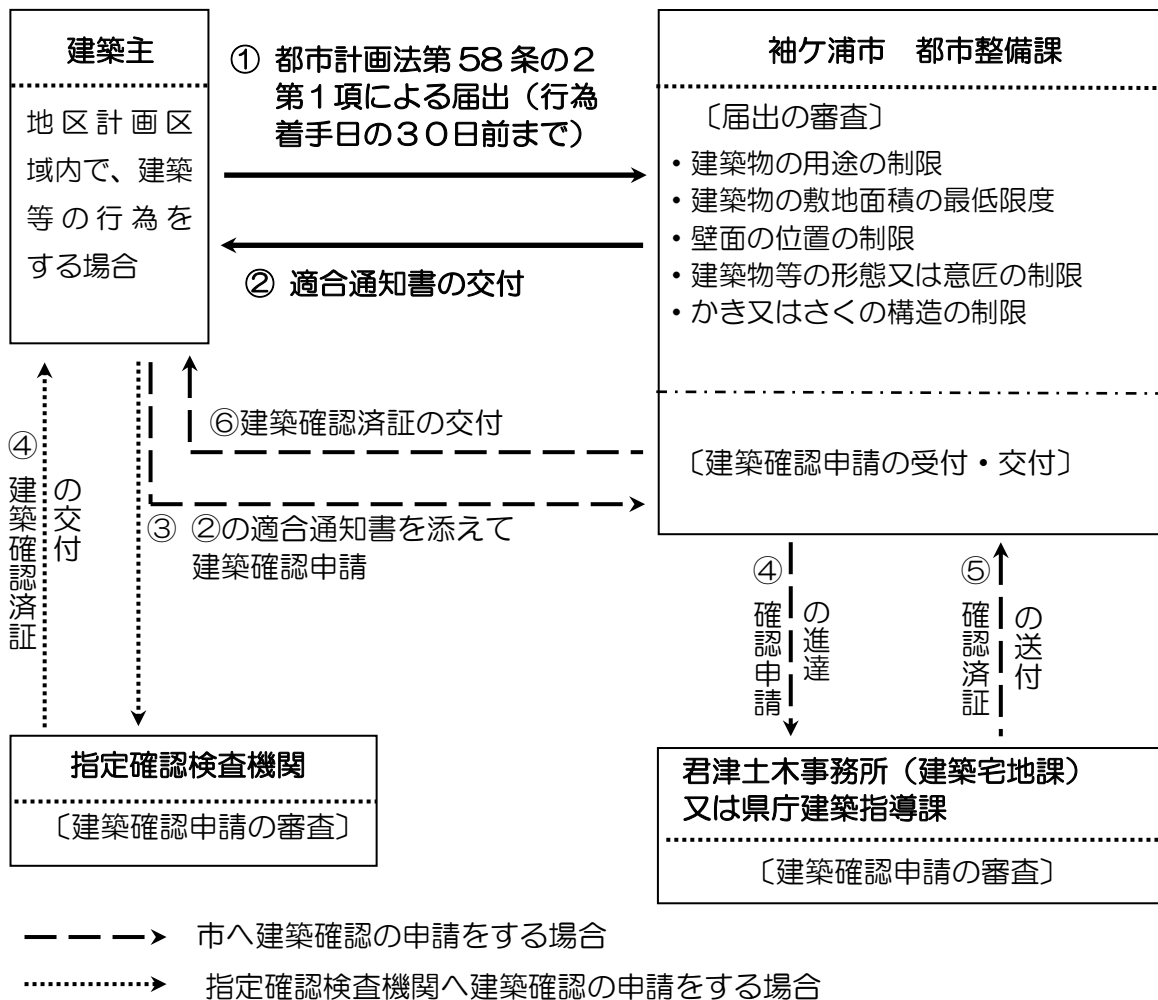 建築主
地区計画区
域内で、建築
等の行為を
する場合
① 都市計画法第58条の2
第1項による届出（行為
着手日の30日前まで）
② 適合通知書の交付
袖ケ浦市　都市整備課
〔届出の審査〕
・建築物の用途の制限
・建築物の敷地面積の最低限度
・壁面の位置の制限
・建築物等の形態又は意匠の制限
・かき又はさくの構造の制限
⑥建築確認済証の交付
〔建築確認申請の受付・交付〕
③ ②の適合通知書を添えて
建築確認申請
④建築確認済証
の交付
④確認申請
の進達
⑤確認済証
の送付
指定確認検査機関
〔建築確認申請の審査〕
君津土木事務所（建築宅地課）
又は県庁建築指導課
〔建築確認申請の審査〕
市へ建築確認の申請をする場合
指定確認検査機関へ建築確認の申請をする場合